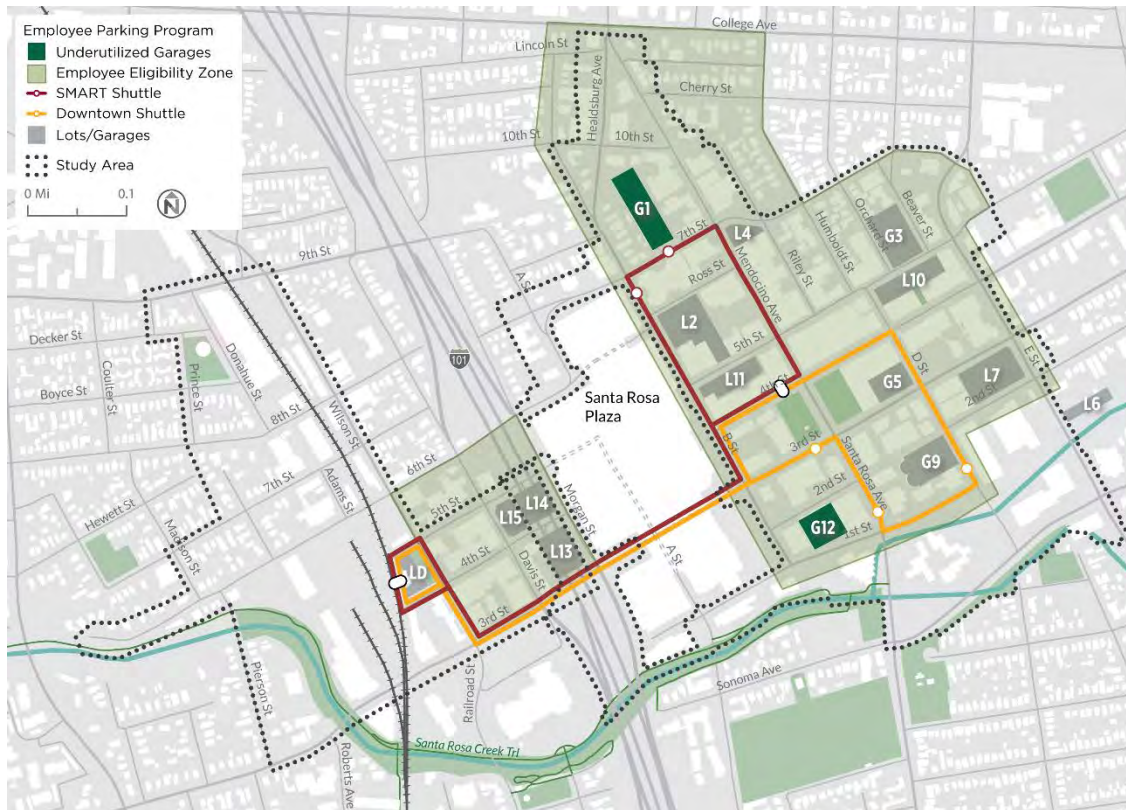 Employee Parking Program
Underutilized Garages
Employee Eligibility Zone
SMART Shuttle
Downtown Shuttle
Lots/Garages
Study Area
0 Mi 0.1
N
College Ave
Lincoln St
Healdsburg Ave
Cherry St
10th St
10th St
G1
7th St
L4
Mendocino Ave
Riley St
Humboldt St
Orchard St
Beaver St
G3
L10
9th St
A St
Ross St
L2
5th St
L11
4th St
101
Santa Rosa
Plaza
D St
E St
G5
L7
2nd St
L6
B St
3rd St
Santa Rosa Ave
G9
2nd St
G12
1st St
Decker St
Coulter St
Prince St
Donahue St
Boyce St
8th St
Wilson St
6th St
7th St
Adams St
Hewett St
Madison St
5th St
L14
L15
Morgan St
4th St
L13
Davis St
LD
3rd St
A St
Railroad St
Pierson St
Sonoma Ave
Santa Rosa Creek Trl
Roberts Ave